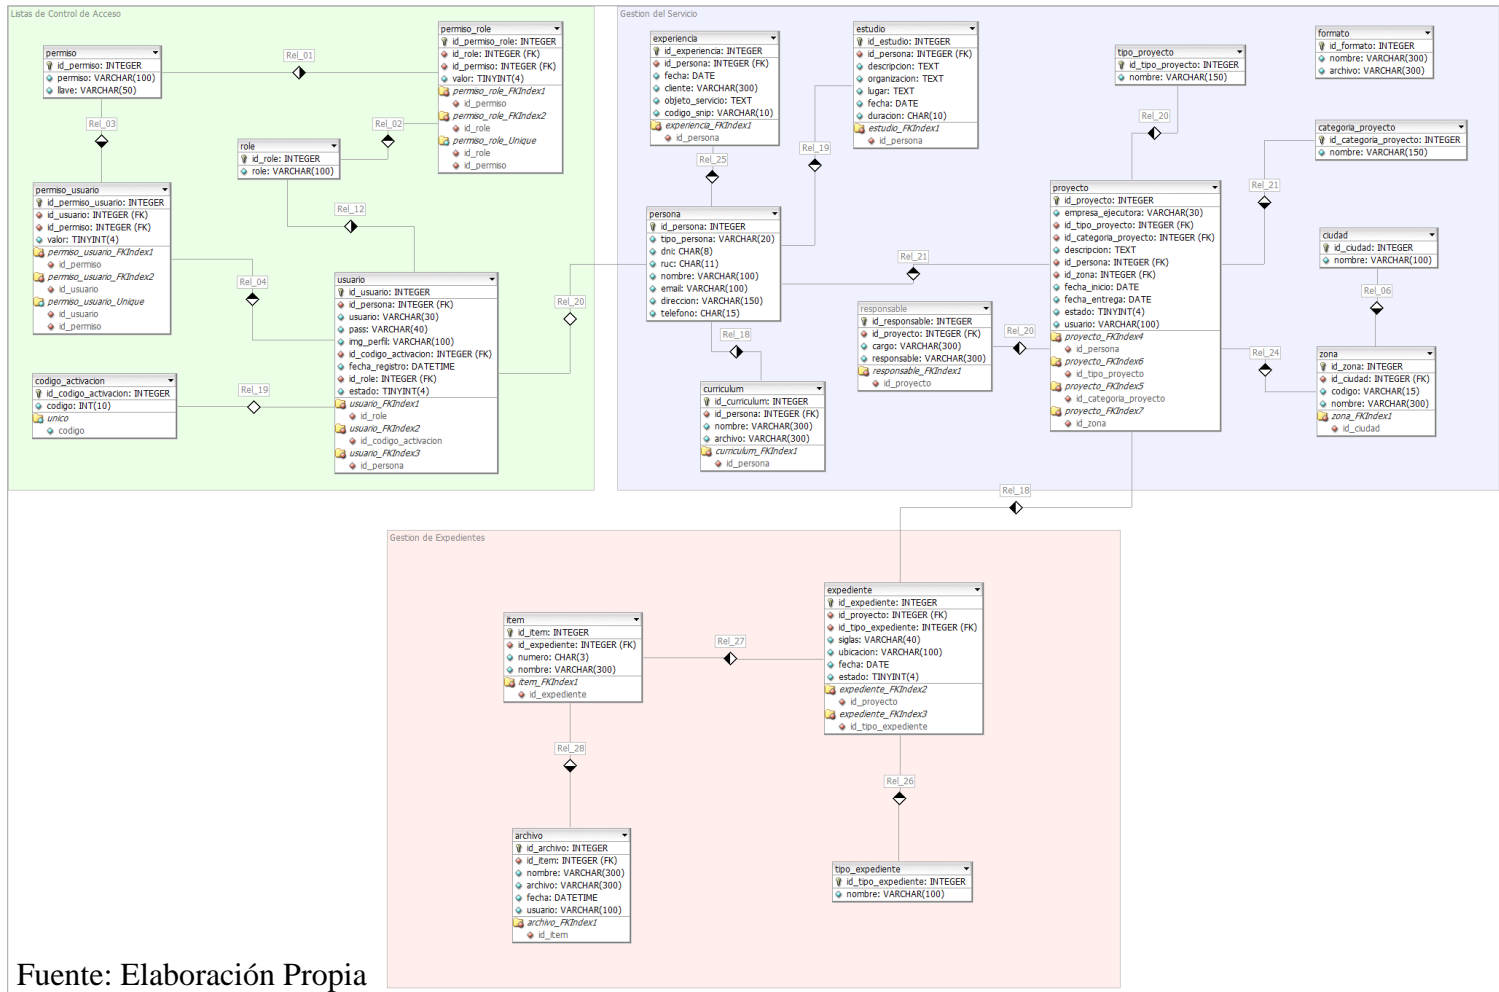 Listas de Control de Acceso
permiso
id_permiso: INTEGER
permiso: VARCHAR(100)
llave: VARCHAR(50)
Rel_01
permiso_role
id_permiso_role: INTEGER
id_role: INTEGER (FK)
id_permiso: INTEGER (FK)
valor: TINYINT(4)
permiso_role_FKIndex1
id_permiso
permiso_role_FKIndex2
id_role
permiso_role_Unique
id_role
id_permiso
Rel_03
Rel_02
role
id_role: INTEGER
role: VARCHAR(100)
permiso_usuario
id_permiso_usuario: INTEGER
id_usuario: INTEGER (FK)
id_permiso: INTEGER (FK)
valor: TINYINT(4)
permiso_usuario_FKIndex1
id_permiso
permiso_usuario_FKIndex2
id_usuario
permiso_usuario_Unique
id_usuario
id_permiso
Rel_12
Rel_04
usuario
id_usuario: INTEGER
id_persona: INTEGER (FK)
usuario: VARCHAR(30)
pass: VARCHAR(40)
img_perfil: VARCHAR(100)
id_codigo_activacion: INTEGER (FK)
fecha_registro: DATETIME
id_role: INTEGER (FK)
estado: TINYINT(4)
usuario_FKIndex1
id_role
usuario_FKIndex2
id_codigo_activacion
usuario_FKIndex3
id_persona
codigo_activacion
id_codigo_activacion: INTEGER
codigo: INT(10)
unico
codigo
Rel_19
Rel_20
Gestion del Servicio
experiencia
id_experiencia: INTEGER
id_persona: INTEGER (FK)
fecha: DATE
cliente: VARCHAR(300)
objeto_servicio: TEXT
codigo_snip: VARCHAR(10)
experiencia_FKIndex1
id_persona
Rel_25
estudio
id_estudio: INTEGER
id_persona: INTEGER (FK)
descripcion: TEXT
organizacion: TEXT
lugar: TEXT
fecha: DATE
duracion: CHAR(10)
estudio_FKIndex1
id_persona
Rel_19
tipo_proyecto
id_tipo_proyecto: INTEGER
nombre: VARCHAR(150)
Rel_20
formato
id_formato: INTEGER
nombre: VARCHAR(300)
archivo: VARCHAR(300)
categoria_proyecto
id_categoria_proyecto: INTEGER
nombre: VARCHAR(150)
Rel_21
persona
id_persona: INTEGER
tipo_persona: VARCHAR(20)
dni: CHAR(8)
ruc: CHAR(11)
nombre: VARCHAR(100)
email: VARCHAR(100)
direccion: VARCHAR(150)
telefono: CHAR(15)
Rel_21
proyecto
id_proyecto: INTEGER
empresa_ejecutora: VARCHAR(30)
id_tipo_proyecto: INTEGER (FK)
id_categoria_proyecto: INTEGER (FK)
descripcion: TEXT
id_persona: INTEGER (FK)
id_zona: INTEGER (FK)
fecha_inicio: DATE
fecha_entrega: DATE
estado: TINYINT(4)
usuario: VARCHAR(100)
proyecto_FKIndex4
id_persona
proyecto_FKIndex6
id_tipo_proyecto
proyecto_FKIndex5
id_categoria_proyecto
proyecto_FKIndex7
id_zona
ciudad
id_ciudad: INTEGER
nombre: VARCHAR(100)
Rel_06
responsable
id_responsable: INTEGER
id_proyecto: INTEGER (FK)
cargo: VARCHAR(300)
responsable: VARCHAR(300)
responsable_FKIndex1
id_proyecto
Rel_20
Rel_18
Rel_24
zona
id_zona: INTEGER
id_ciudad: INTEGER (FK)
codigo: VARCHAR(15)
nombre: VARCHAR(300)
zona_FKIndex1
id_ciudad
curriculum
id_curriculum: INTEGER
id_persona: INTEGER (FK)
nombre: VARCHAR(300)
archivo: VARCHAR(300)
curriculum_FKIndex1
id_persona
Rel_18
Gestion de Expedientes
expediente
id_expediente: INTEGER
id_proyecto: INTEGER (FK)
id_tipo_expediente: INTEGER (FK)
siglas: VARCHAR(40)
ubicacion: VARCHAR(100)
fecha: DATE
estado: TINYINT(4)
expediente_FKIndex2
id_proyecto
expediente_FKIndex3
id_tipo_expediente
item
id_item: INTEGER
id_expediente: INTEGER (FK)
numero: CHAR(3)
nombre: VARCHAR(300)
item_FKIndex1
id_expediente
Rel_27
Rel_28
Rel_26
archivo
id_archivo: INTEGER
id_item: INTEGER (FK)
nombre: VARCHAR(300)
archivo: VARCHAR(300)
fecha: DATETIME
usuario: VARCHAR(100)
archivo_FKIndex1
id_item
tipo_expediente
id_tipo_expediente: INTEGER
nombre: VARCHAR(100)
Fuente: Elaboración Propia